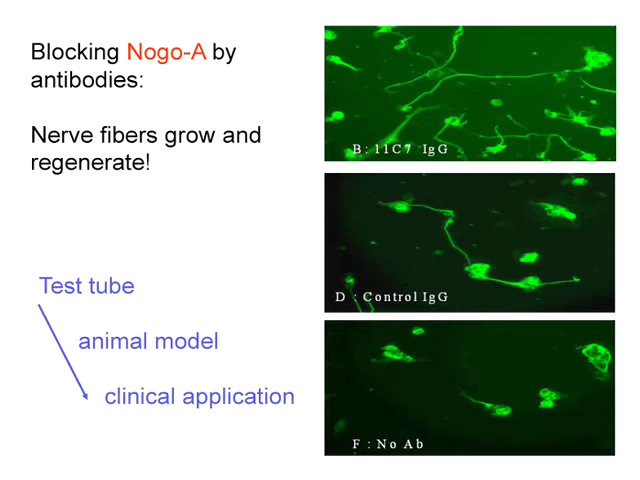 Blocking Nogo-A by
antibodies:
Nerve fibers grow and
regenerate!
Test tube
animal model
clinical application
B : 11C7 IgG
D : Control IgG
F : No Ab